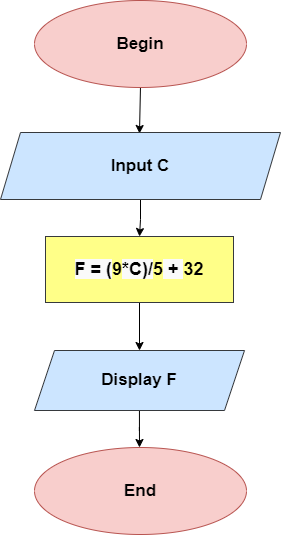 Begin
Input C
F = (9*C)/5 + 32
Display F
End